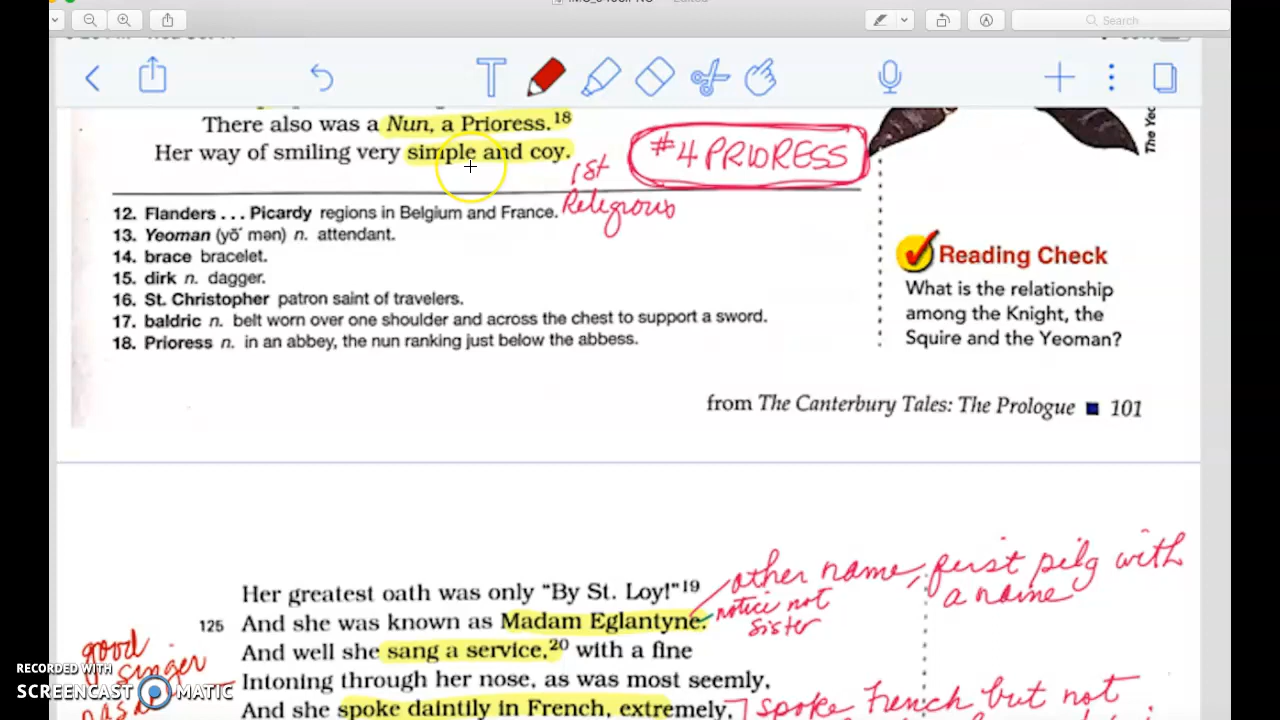 Search
There also was a Nun, a Prioress.18
Her way of smiling very simple and coy.
#4 PRIORESS
1st
Religious
The Yeo
12. Flanders . . . Picardy regions in Belgium and France.
13. Yeoman (yō′ mən) n. attendant.
14. brace bracelet.
15. dirk n. dagger.
16. St. Christopher patron saint of travelers.
17. baldric n. belt worn over one shoulder and across the chest to support a sword.
18. Prioress n. in an abbey, the nun ranking just below the abbess.
Reading Check
What is the relationship
among the Knight, the
Squire and the Yeoman?
from The Canterbury Tales: The Prologue ■ 101
Her greatest oath was only “By St. Loy!”19
125 And she was known as Madam Eglantyne.
And well she sang a service,20 with a fine
Intoning through her nose, as was most seemly,
And she spoke daintily in French, extremely,
other name, first pilg with
a name
notice not
sister
good
singer
nasal
spoke French but not
RECORDED WITH
SCREENCAST MATIC